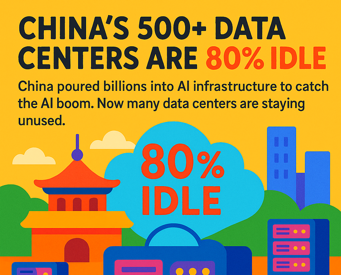 CHINA'S 500+ DATA
CENTERS ARE 80% IDLE
China poured billions into AI infrastructure to catch
the AI boom. Now many data centers are staying
unused.
80%
IDLE